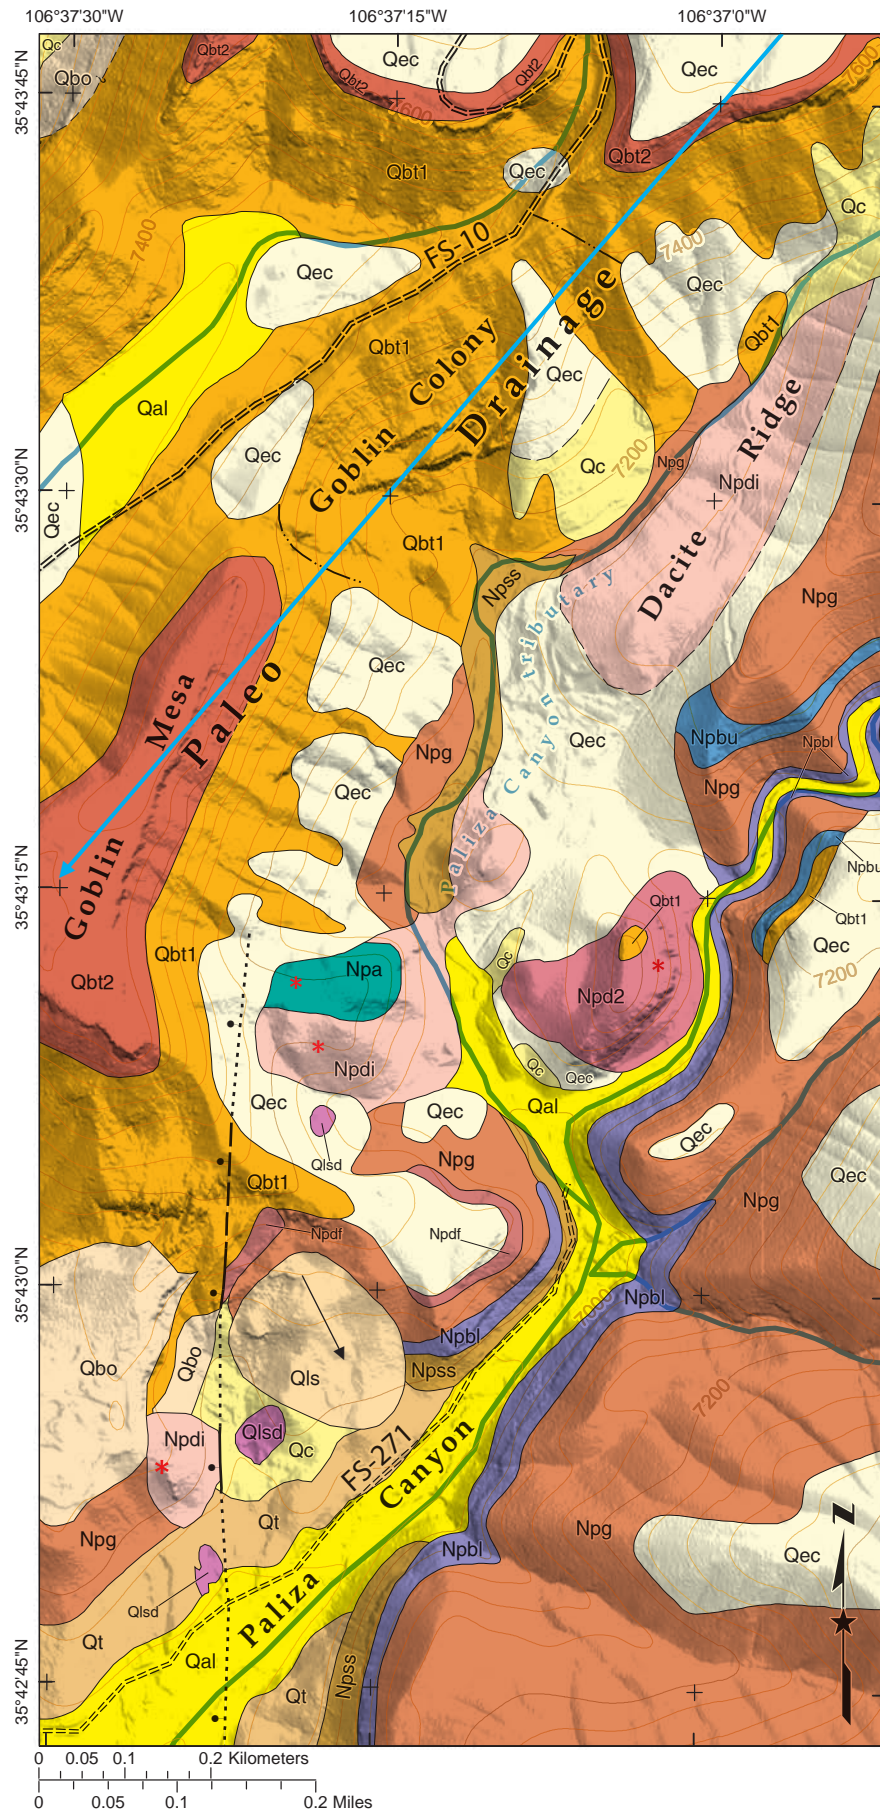 106°37'30"W 106°37'15"W 106°37'0"W
Qc
Qbt2
Qec
Qbt2
Qec
7600
35°43'45"N
Qbo
Qbt2
7600
Qbt1
Qec
Qbt2
Qc
7400
FS-10
7400
Qec
Qec
Qbt1
Qbt1
Goblin Colony
Drainage
Qec
Qal
Dacite Ridge
Qec
Qc
7200
Npg
Npdi
35°43'30"N
Qec
Qbt1
Npss
Npg
Paliza Canyon tributary
Qec
Goblin Mesa
Paleo
Npg
Qec
Npbu
Npbl
Qec
Npg
35°43'15"N
Npbu
Qbt1
Qbt1
Qec
Qbt1
Qc
7200
Qbt2
Npa
Npd2
Npdi
Qc
Qec
Qec
Qec
Qal
Qec
Qlsd
Npg
Qec
Qbt1
Npg
Npdf
Npdf
35°43'0"N
7000
Npbl
Npbl
Qbo
Qbo
Qls
Npss
7200
Npdi
Qlsd
Qc
FS-271
Paliza Canyon
Qt
Npg
Npg
Npbl
Qec
Z
Qlsd
Qt
Qal
Npss
Qt
35°42'45"N
0 0.05 0.1 0.2 Kilometers
0 0.05 0.1 0.2 Miles